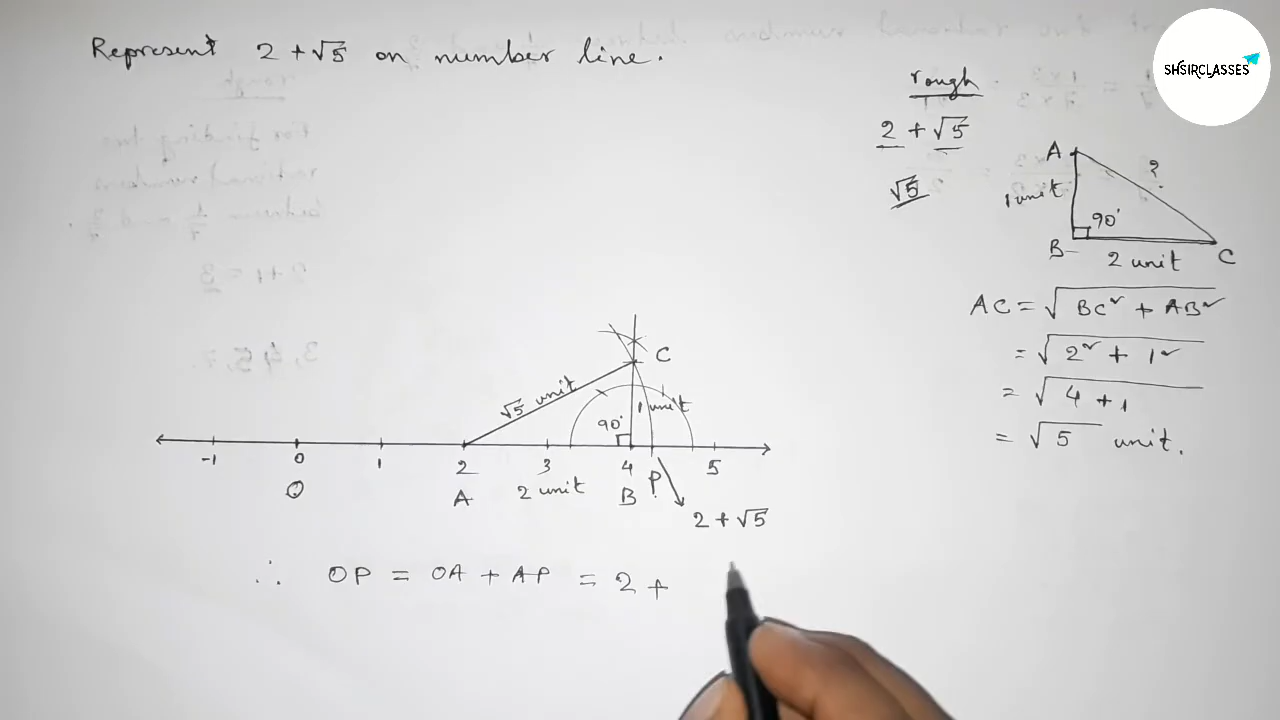 Represent 2 + √5 on number line.
SHSIRCLASSES
rough
2 + √5
√5
A
?
1 unit
90°
B
2 unit
C
AC = √BC² + AB²
= √2² + 1²
= √4 + 1
= √5 unit.
C
√5 unit
1 unit
90°
-1 0 1 2 3 4 5
O A 2 unit B P
2 + √5
∴ OP = OA + AP = 2 +